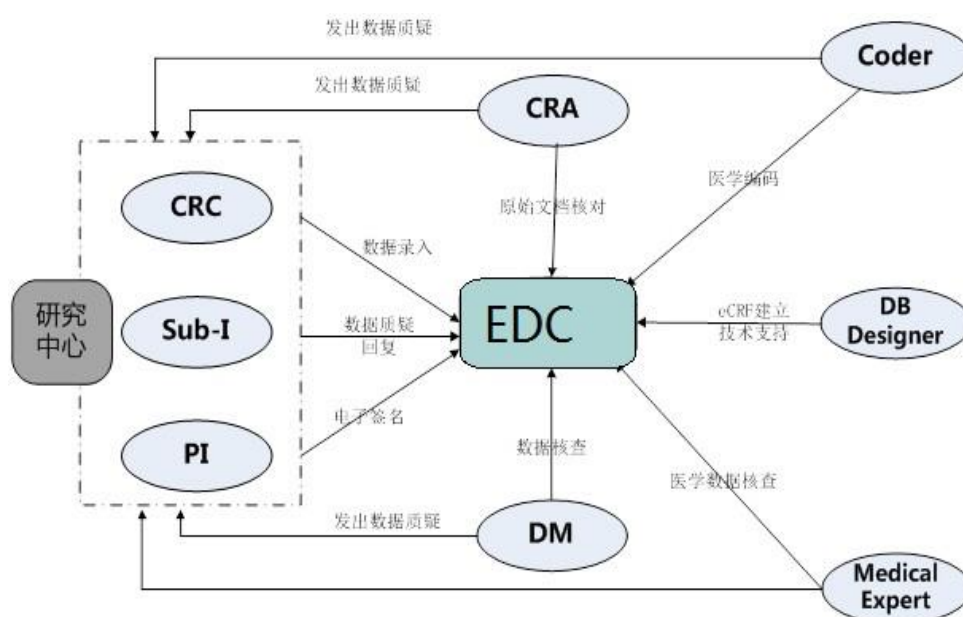 发出数据质疑
Coder
发出数据质疑
CRA
医学编码
CRC
原始文档核对
数据录入
研究
中心
Sub-I
数据质疑
回复
EDC
eCRF建立
技术支持
DB
Designer
电子签名
PI
数据核查
医学数据核查
发出数据质疑
DM
Medical
Expert